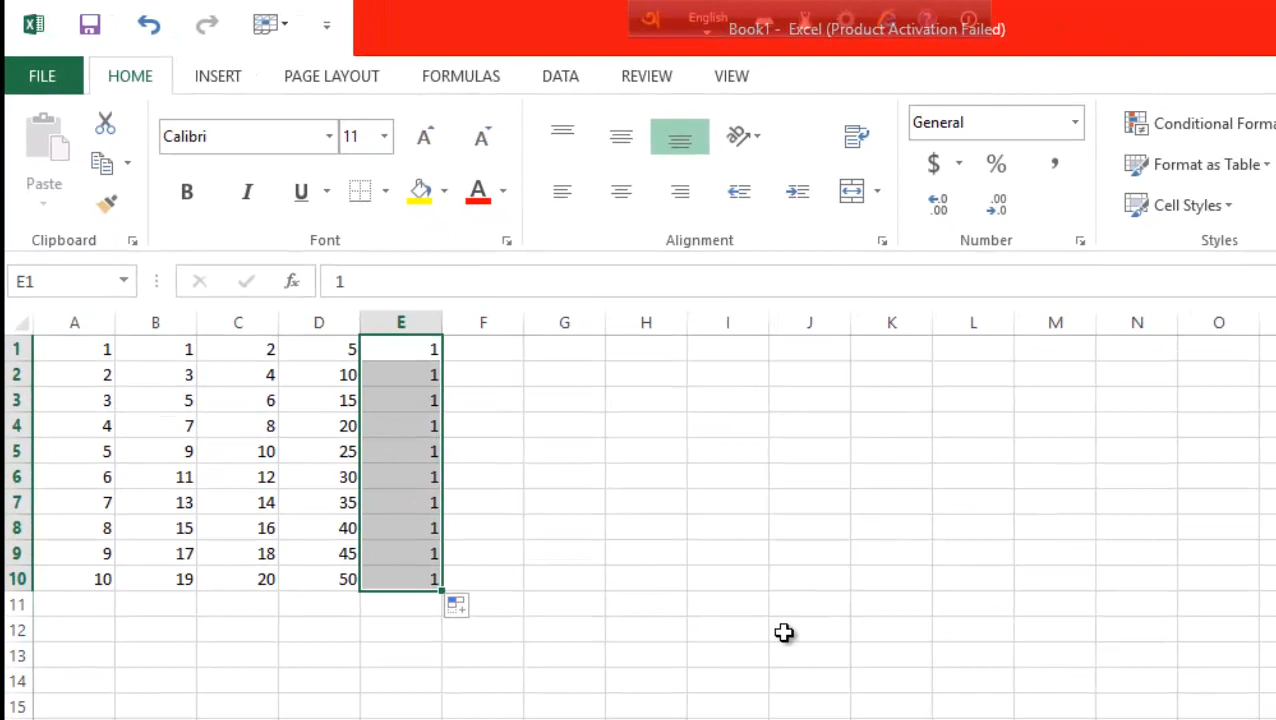 অ English
Book1 - Excel (Product Activation Failed)
FILE HOME INSERT PAGE LAYOUT FORMULAS DATA REVIEW VIEW
Calibri 11 A A General Conditional Forma
Paste $ % , Format as Table
B I U A ←.0 .00 .00 →.0 Cell Styles
Clipboard Font Alignment Number Styles
E1 fx 1
A B C D E F G H I J K L M N O
1 1 1 2 5 1
2 2 3 4 10 1
3 3 5 6 15 1
4 4 7 8 20 1
5 5 9 10 25 1
6 6 11 12 30 1
7 7 13 14 35 1
8 8 15 16 40 1
9 9 17 18 45 1
10 10 19 20 50 1
11
12
13
14
15